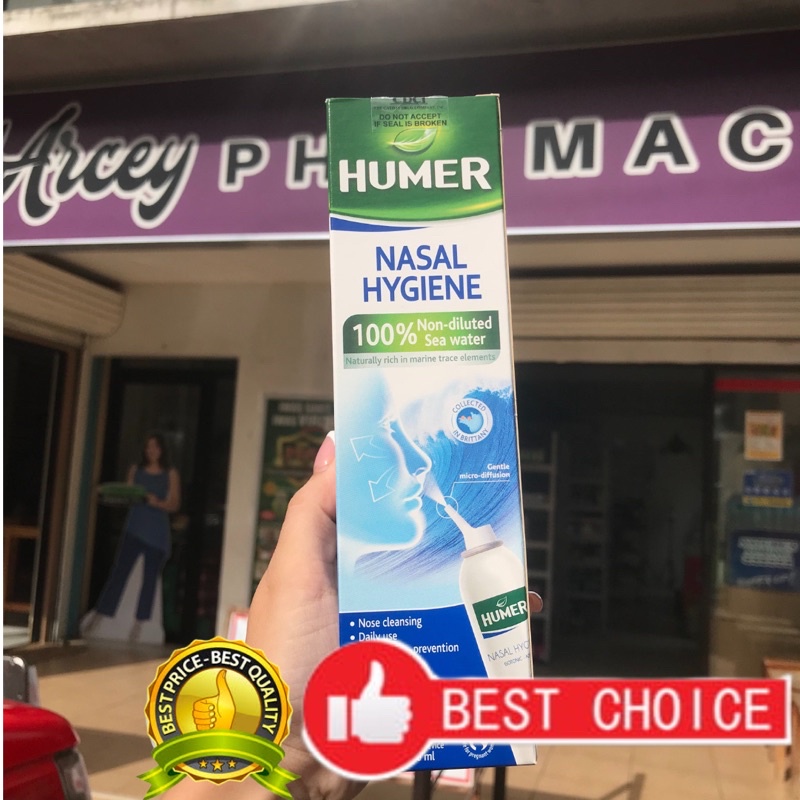 Arcey PH MAC
DO NOT ACCEPT
IF SEAL IS BROKEN
HUMER
NASAL
HYGIENE
100% Non-diluted
Sea water
Naturally rich in marine trace elements
COLLECTED
IN BRITTANY
Gentle
micro-diffusion
HUMER
NASAL HY
• Nose cleansing
• Daily use
prevention
BEST PRICE-BEST QUALITY
BEST CHOICE
ml